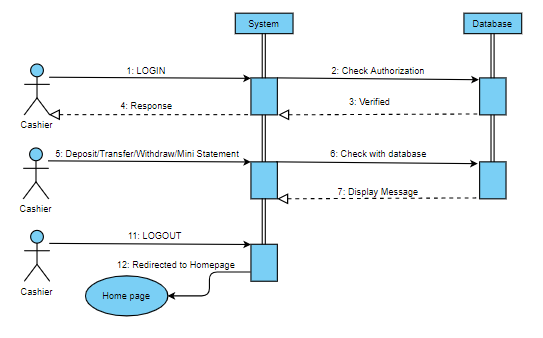 System
Database
1: LOGIN
2: Check Authorization
3: Verified
4: Response
Cashier
5: Deposit/Transfer/Withdraw/Mini Statement
6: Check with database
7: Display Message
Cashier
11: LOGOUT
12: Redirected to Homepage
Cashier
Home page